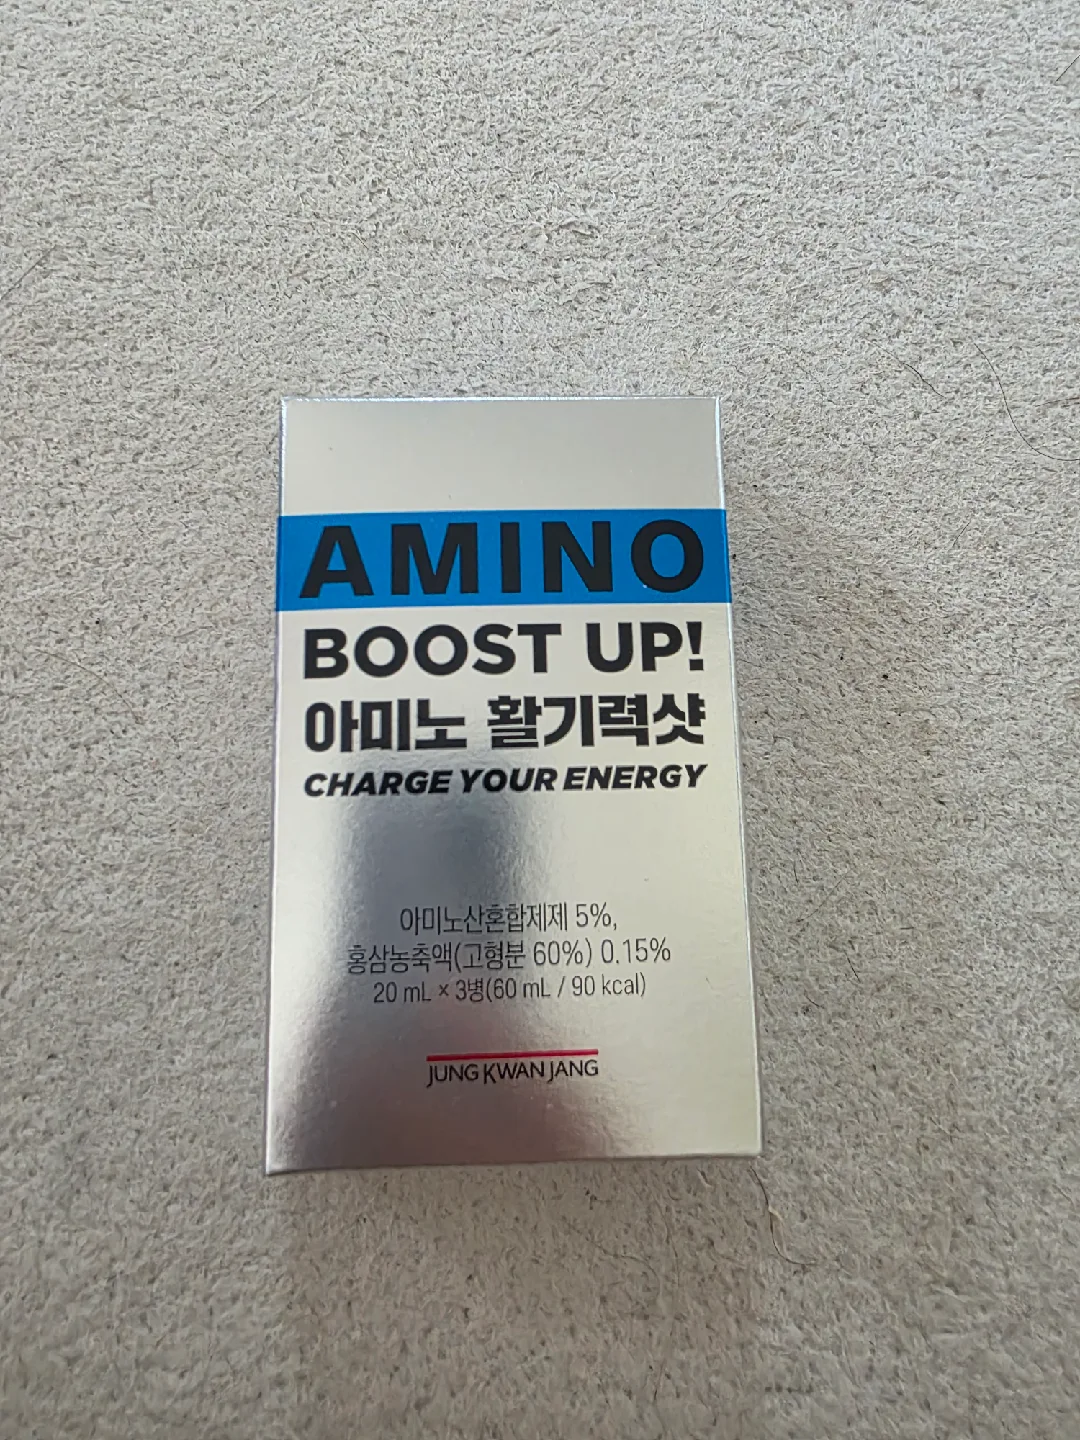 AMINO
BOOST UP!
아미노 활기력샷
CHARGE YOUR ENERGY
아미노산혼합제제 5%,
홍삼농축액(고형분 60%) 0.15%
20 mL × 3병(60 mL / 90 kcal)
JUNG KWAN JANG